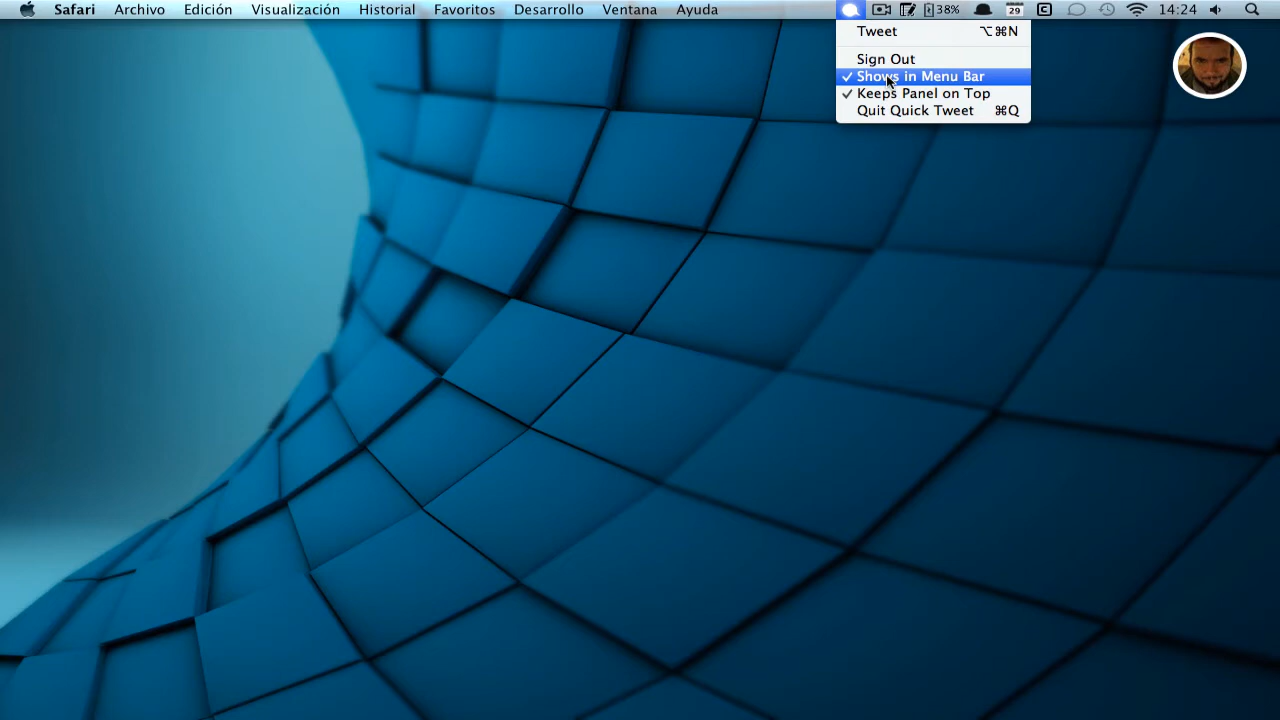 Safari Archivo Edición Visualización Historial Favoritos Desarrollo Ventana Ayuda 38% 29 14:24
Tweet ⌥⌘N
Sign Out
✓ Shows in Menu Bar
✓ Keeps Panel on Top
Quit Quick Tweet ⌘Q